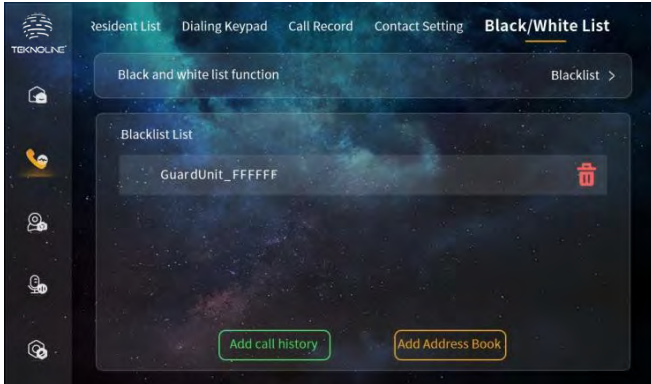 Resident List Dialing Keypad Call Record Contact Setting Black/White List
TEKNOLINE
Black and white list function Blacklist >
Blacklist List
GuardUnit_FFFFFF
Add call history Add Address Book